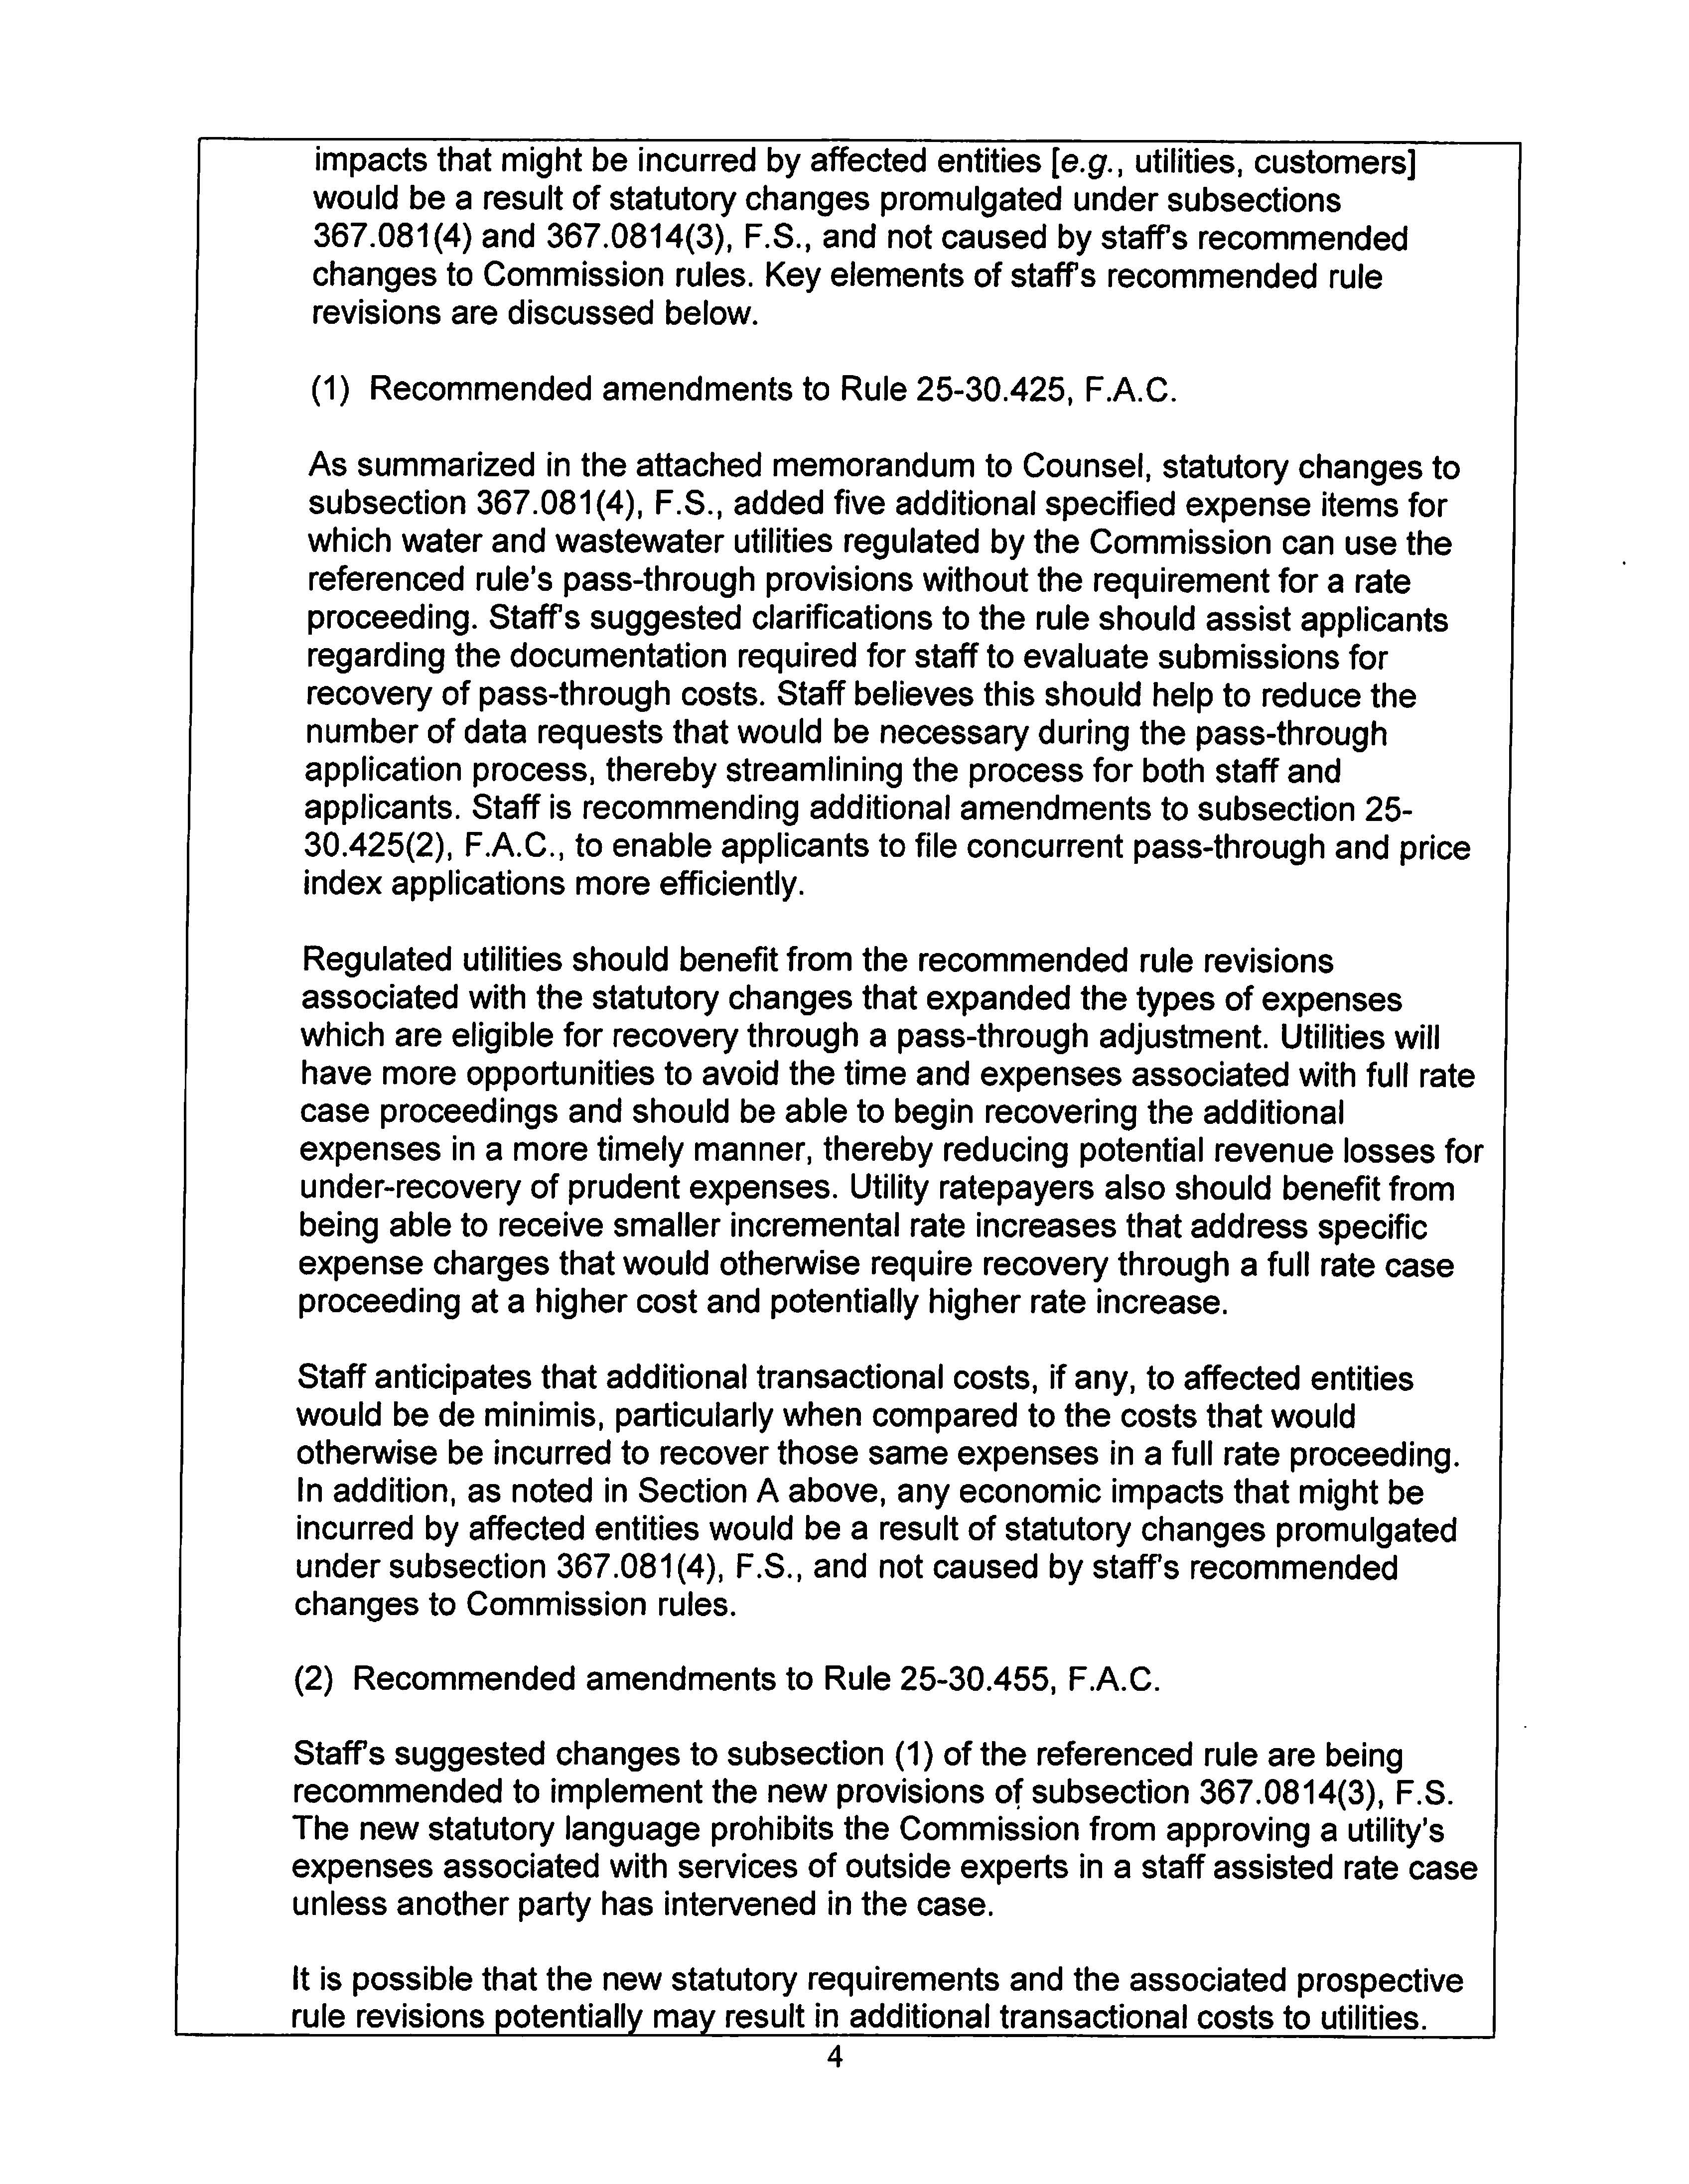 impacts that might be incurred by affected entities [e.g., utilities, customers]
would be a result of statutory changes promulgated under subsections
367.081(4) and 367.0814(3), F.S., and not caused by staff's recommended
changes to Commission rules. Key elements of staff's recommended rule
revisions are discussed below.
(1) Recommended amendments to Rule 25-30.425, F.A.C.
As summarized in the attached memorandum to Counsel, statutory changes to
subsection 367.081(4), F.S., added five additional specified expense items for
which water and wastewater utilities regulated by the Commission can use the
referenced rule's pass-through provisions without the requirement for a rate
proceeding. Staff's suggested clarifications to the rule should assist applicants
regarding the documentation required for staff to evaluate submissions for
recovery of pass-through costs. Staff believes this should help to reduce the
number of data requests that would be necessary during the pass-through
application process, thereby streamlining the process for both staff and
applicants. Staff is recommending additional amendments to subsection 25-
30.425(2), F.A.C., to enable applicants to file concurrent pass-through and price
index applications more efficiently.
Regulated utilities should benefit from the recommended rule revisions
associated with the statutory changes that expanded the types of expenses
which are eligible for recovery through a pass-through adjustment. Utilities will
have more opportunities to avoid the time and expenses associated with full rate
case proceedings and should be able to begin recovering the additional
expenses in a more timely manner, thereby reducing potential revenue losses for
under-recovery of prudent expenses. Utility ratepayers also should benefit from
being able to receive smaller incremental rate increases that address specific
expense charges that would otherwise require recovery through a full rate case
proceeding at a higher cost and potentially higher rate increase.
Staff anticipates that additional transactional costs, if any, to affected entities
would be de minimis, particularly when compared to the costs that would
otherwise be incurred to recover those same expenses in a full rate proceeding.
In addition, as noted in Section A above, any economic impacts that might be
incurred by affected entities would be a result of statutory changes promulgated
under subsection 367.081(4), F.S., and not caused by staff's recommended
changes to Commission rules.
(2) Recommended amendments to Rule 25-30.455, F.A.C.
Staff's suggested changes to subsection (1) of the referenced rule are being
recommended to implement the new provisions of subsection 367.0814(3), F.S.
The new statutory language prohibits the Commission from approving a utility's
expenses associated with services of outside experts in a staff assisted rate case
unless another party has intervened in the case.
It is possible that the new statutory requirements and the associated prospective
rule revisions potentially may result in additional transactional costs to utilities.
4